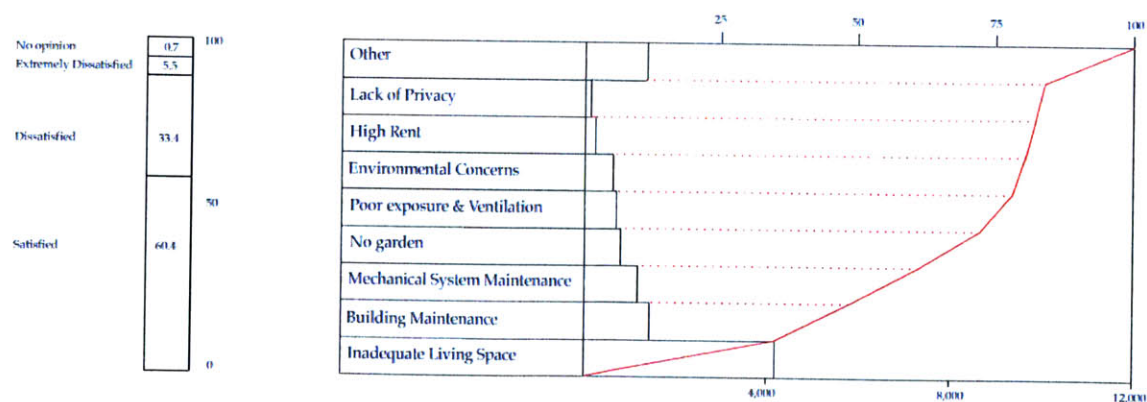 No opinion
0.7
100
Extremely Dissatisfied
5.5
Dissatisfied
33.4
50
Satisfied
60.4
0
25
50
75
100
Other
Lack of Privacy
High Rent
Environmental Concerns
Poor exposure & Ventilation
No garden
Mechanical System Maintenance
Building Maintenance
Inadequate Living Space
4,000
8,000
12,000